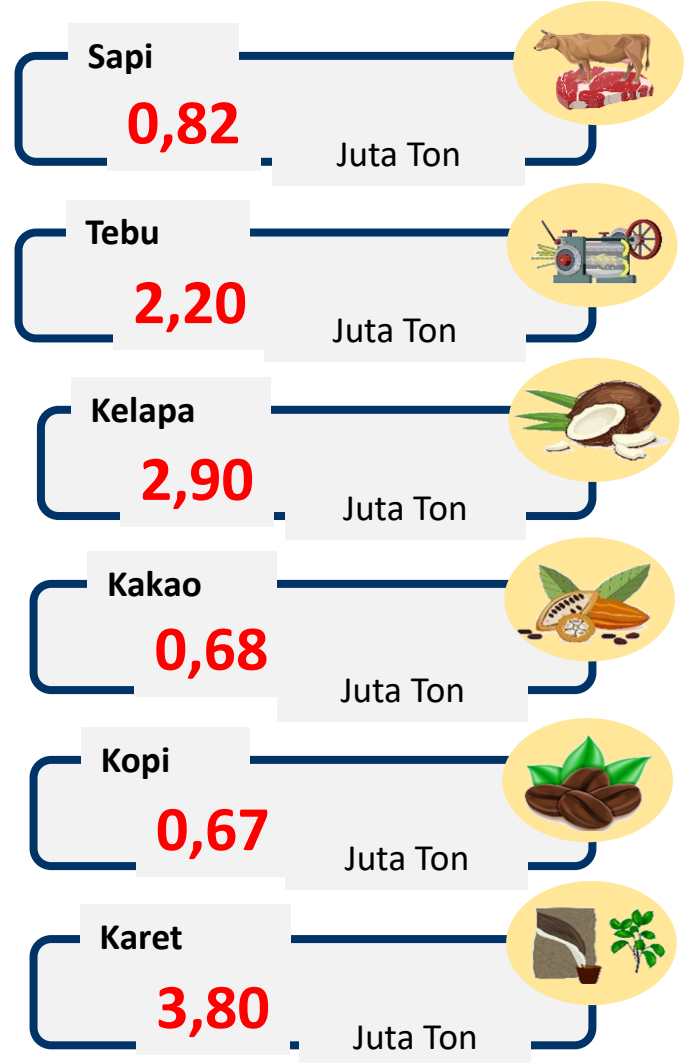 Sapi
0,82
Juta Ton
Tebu
2,20
Juta Ton
Kelapa
2,90
Juta Ton
Kakao
0,68
Juta Ton
Kopi
0,67
Juta Ton
Karet
3,80
Juta Ton